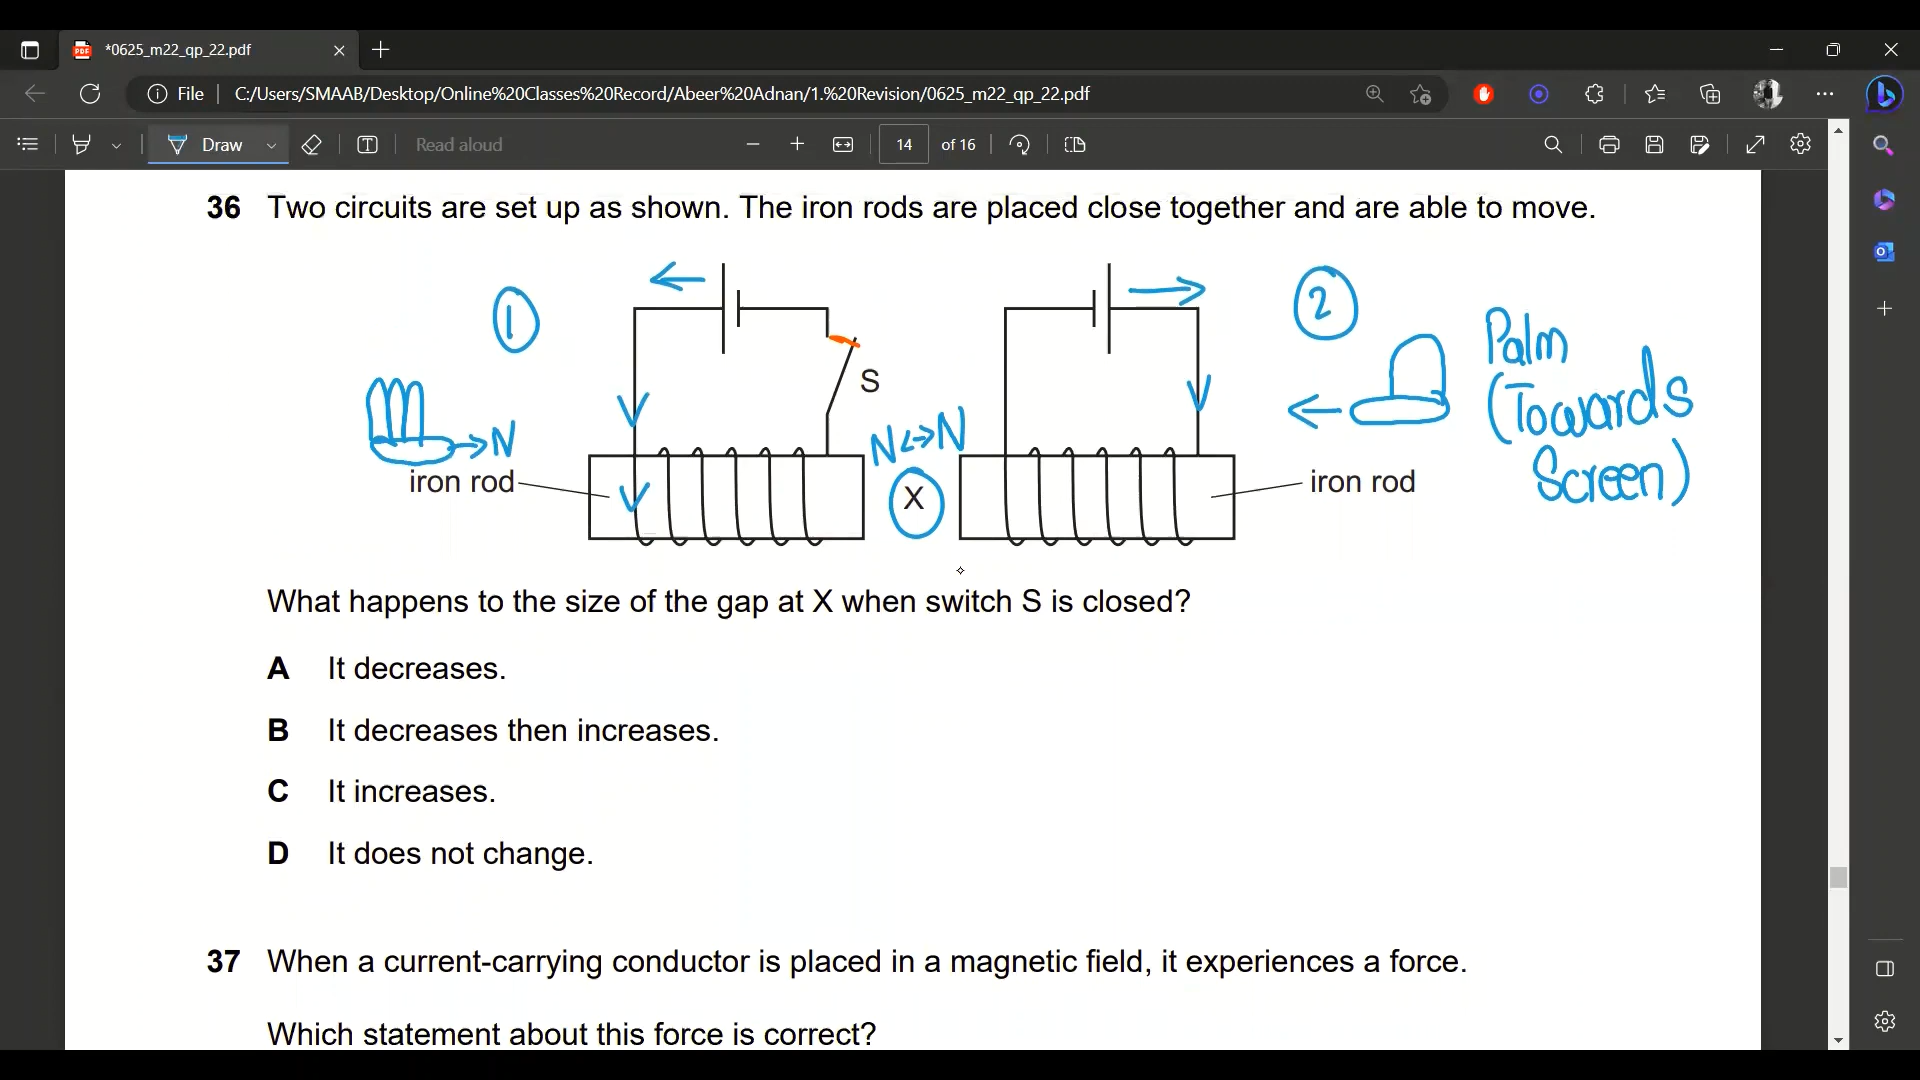 *0625_m22_qp_22.pdf
File C:/Users/SMAAB/Desktop/Online%20Classes%20Record/Abeer%20Adnan/1.%20Revision/0625_m22_qp_22.pdf
Draw Read aloud 14 of 16
36 Two circuits are set up as shown. The iron rods are placed close together and are able to move.
1
2
Palm
(Towards
Screen)
S
N
N N
iron rod
X
iron rod
What happens to the size of the gap at X when switch S is closed?
A It decreases.
B It decreases then increases.
C It increases.
D It does not change.
37 When a current-carrying conductor is placed in a magnetic field, it experiences a force.
Which statement about this force is correct?